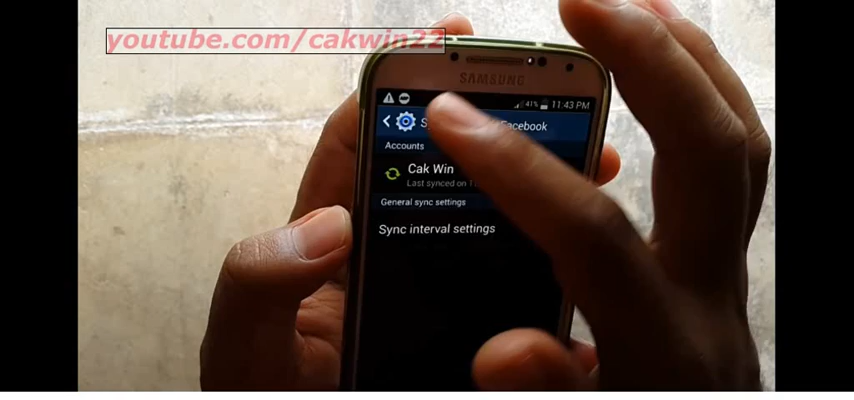 youtube.com/cakwin22
SAMSUNG
41% 11:43 PM
Facebook
Accounts
Cak Win
Last synced on
General sync settings
Sync interval settings